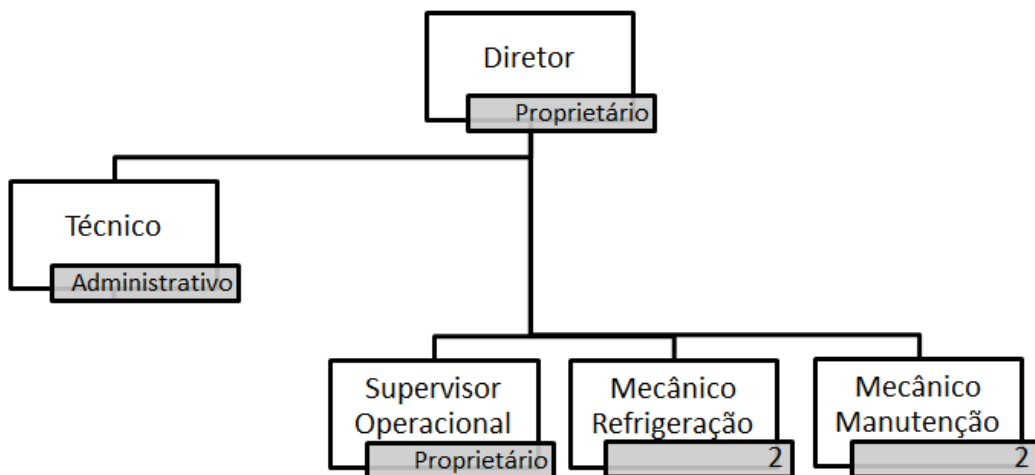 Diretor
Proprietário
Técnico
Administrativo
Supervisor
Operacional
Proprietário
Mecânico
Refrigeração
2
Mecânico
Manutenção
2